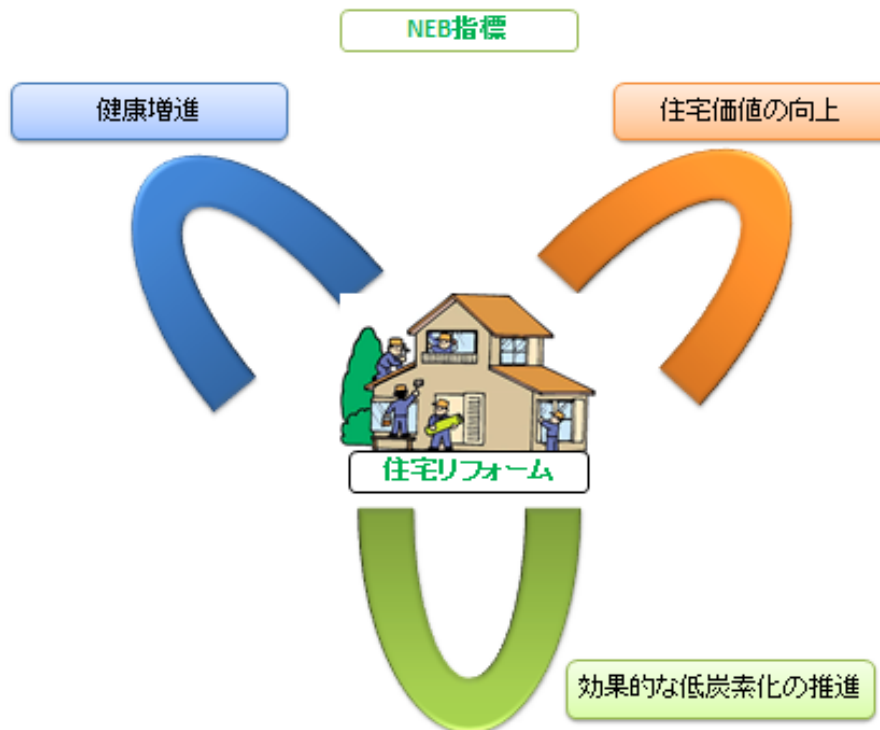 NEB指標
健康増進
住宅価値の向上
住宅リフォーム
効果的な低炭素化の推進